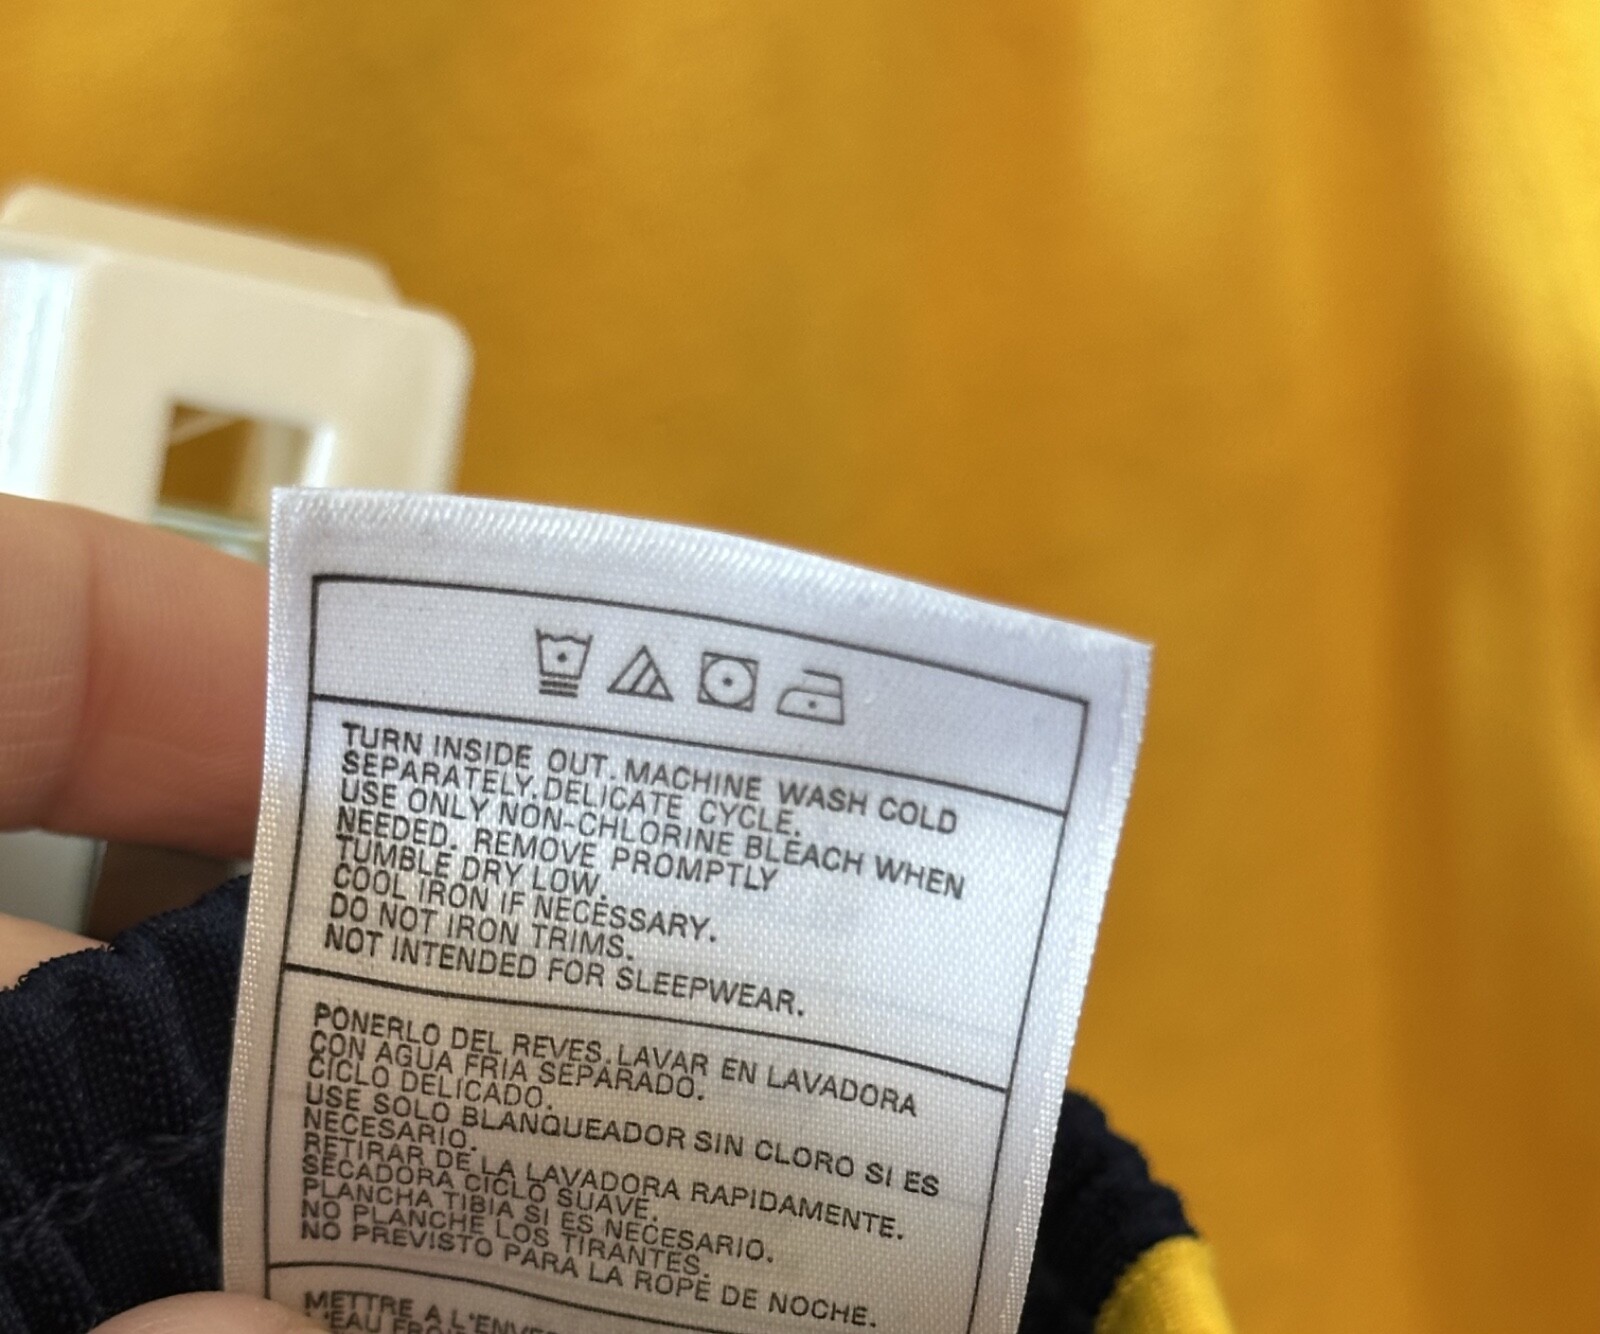 TURN INSIDE OUT. MACHINE WASH COLD
SEPARATELY. DELICATE CYCLE.
USE ONLY NON-CHLORINE BLEACH WHEN
NEEDED. REMOVE PROMPTLY
TUMBLE DRY LOW.
COOL IRON IF NECESSARY.
DO NOT IRON TRIMS.
NOT INTENDED FOR SLEEPWEAR.
PONERLO DEL REVES. LAVAR EN LAVADORA
CON AGUA FRIA SEPARADO.
CICLO DELICADO.
USE SOLO BLANQUEADOR SIN CLORO SI ES
NECESARIO.
RETIRAR DE LA LAVADORA RAPIDAMENTE.
SECADORA CICLO SUAVE.
PLANCHA TIBIA SI ES NECESARIO.
NO PLANCHE LOS TIRANTES.
NO PREVISTO PARA LA ROPE DE NOCHE.
METTRE A